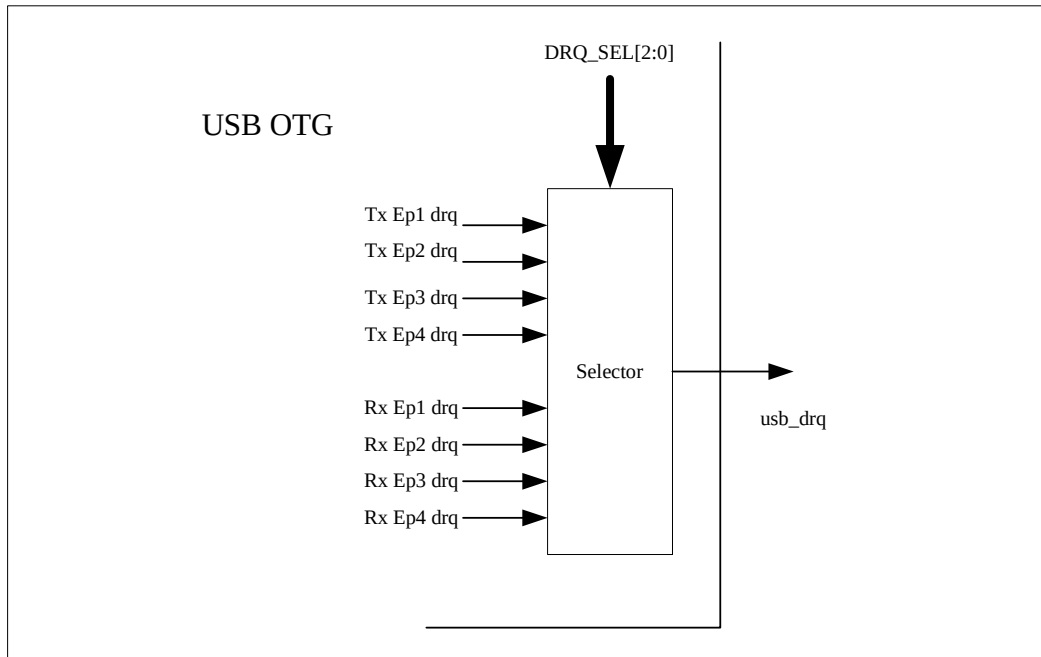 DRQ_SEL[2:0]
USB OTG
Tx Ep1 drq
Tx Ep2 drq
Tx Ep3 drq
Tx Ep4 drq
Selector
Rx Ep1 drq
usb_drq
Rx Ep2 drq
Rx Ep3 drq
Rx Ep4 drq